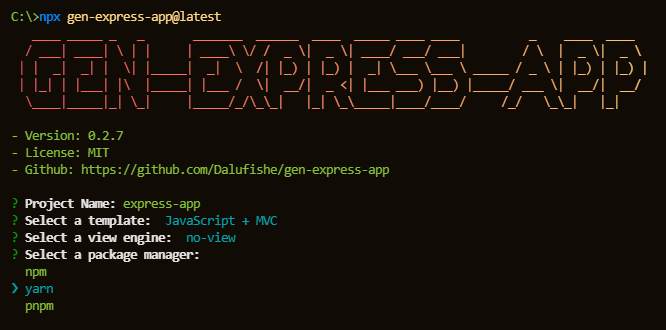 C:\>npx gen-express-app@latest
GEN-EXPRESS-APP
- Version: 0.2.7
- License: MIT
- Github: https://github.com/Dalufishe/gen-express-app
? Project Name: express-app
? Select a template: JavaScript + MVC
? Select a view engine: no-view
? Select a package manager:
npm
❯ yarn
pnpm